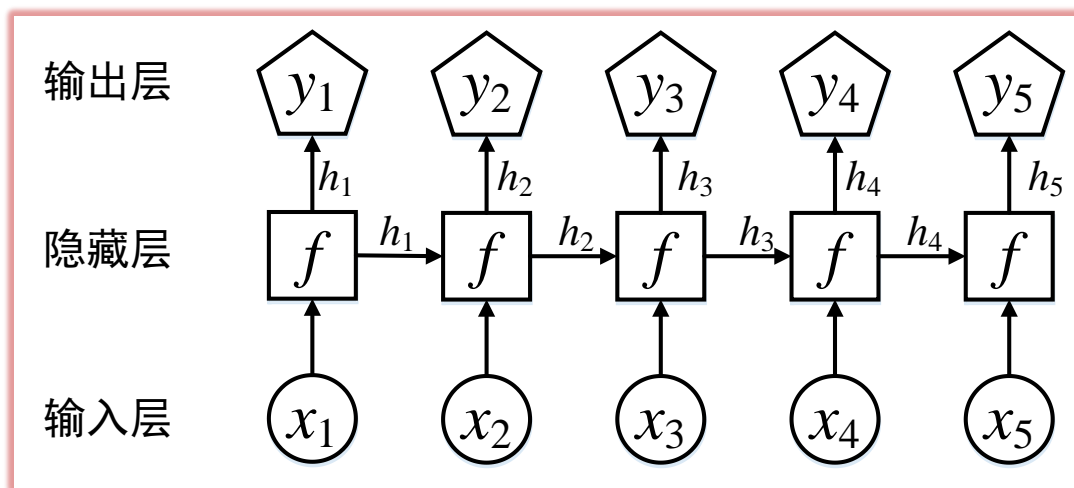 输出层 y1 y2 y3 y4 y5
h1 h2 h3 h4 h5
隐藏层 f h1 f h2 f h3 f h4 f
输入层 x1 x2 x3 x4 x5